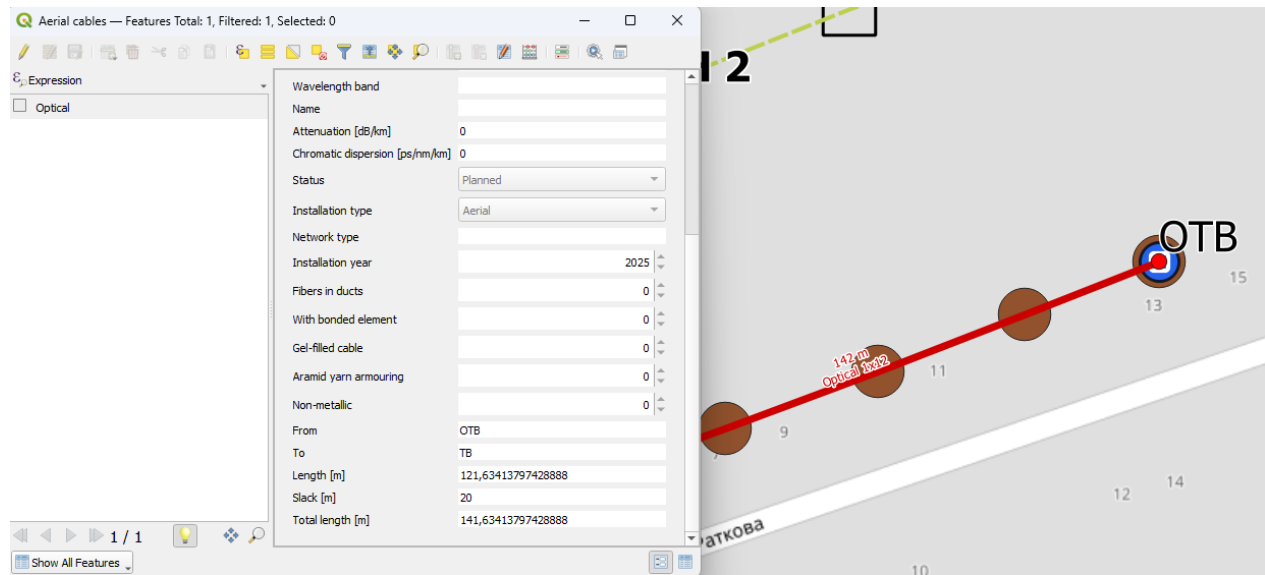 Aerial cables — Features Total: 1, Filtered: 1, Selected: 0
Expression
Optical
Wavelength band
Name
Attenuation [dB/km] 0
Chromatic dispersion [ps/nm/km] 0
Status Planned
Installation type Aerial
Network type
Installation year 2025
Fibers in ducts 0
With bonded element 0
Gel-filled cable 0
Aramid yarn armouring 0
Non-metallic 0
From OTB
To TB
Length [m] 121,63413797428888
Slack [m] 20
Total length [m] 141,63413797428888
1 / 1
Show All Features
2
OTB
15
13
142 m
Optical 1x12
11
9
14
12
10